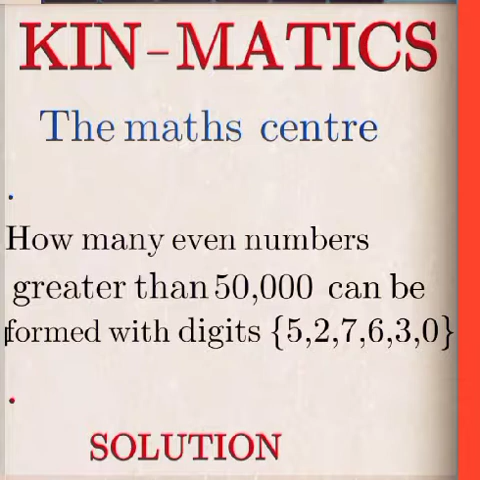 KIN-MATICS
The maths centre
.
How many even numbers
greater than 50,000 can be
formed with digits {5,2,7,6,3,0}
.
SOLUTION